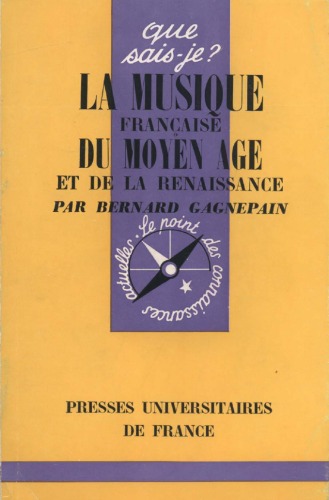 que
sais-je?
LA MUSIQUE
FRANÇAISE
DU MOYEN AGE
ET DE LA RENAISSANCE
PAR BERNARD GAGNEPAIN
Le point des connaissances actuelles.
PRESSES UNIVERSITAIRES
DE FRANCE